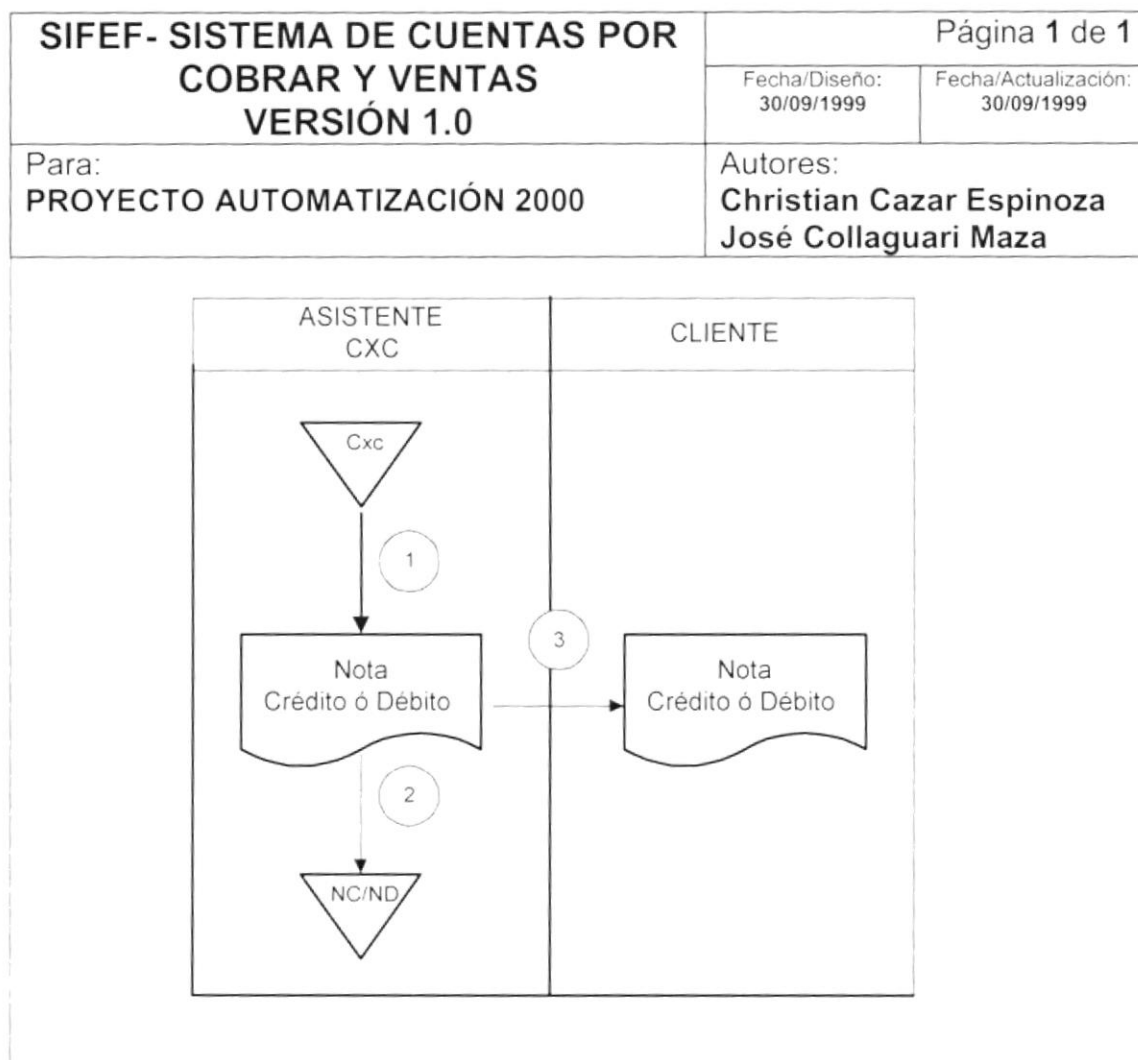 SIFEF- SISTEMA DE CUENTAS POR
COBRAR Y VENTAS
VERSIÓN 1.0
Página 1 de 1
Fecha/Diseño:
30/09/1999
Fecha/Actualización:
30/09/1999
Para:
PROYECTO AUTOMATIZACIÓN 2000
Autores:
Christian Cazar Espinoza
José Collaguari Maza
ASISTENTE
CXC
CLIENTE
Cxc
1
3
Nota
Crédito ó Débito
Nota
Crédito ó Débito
2
NC/ND